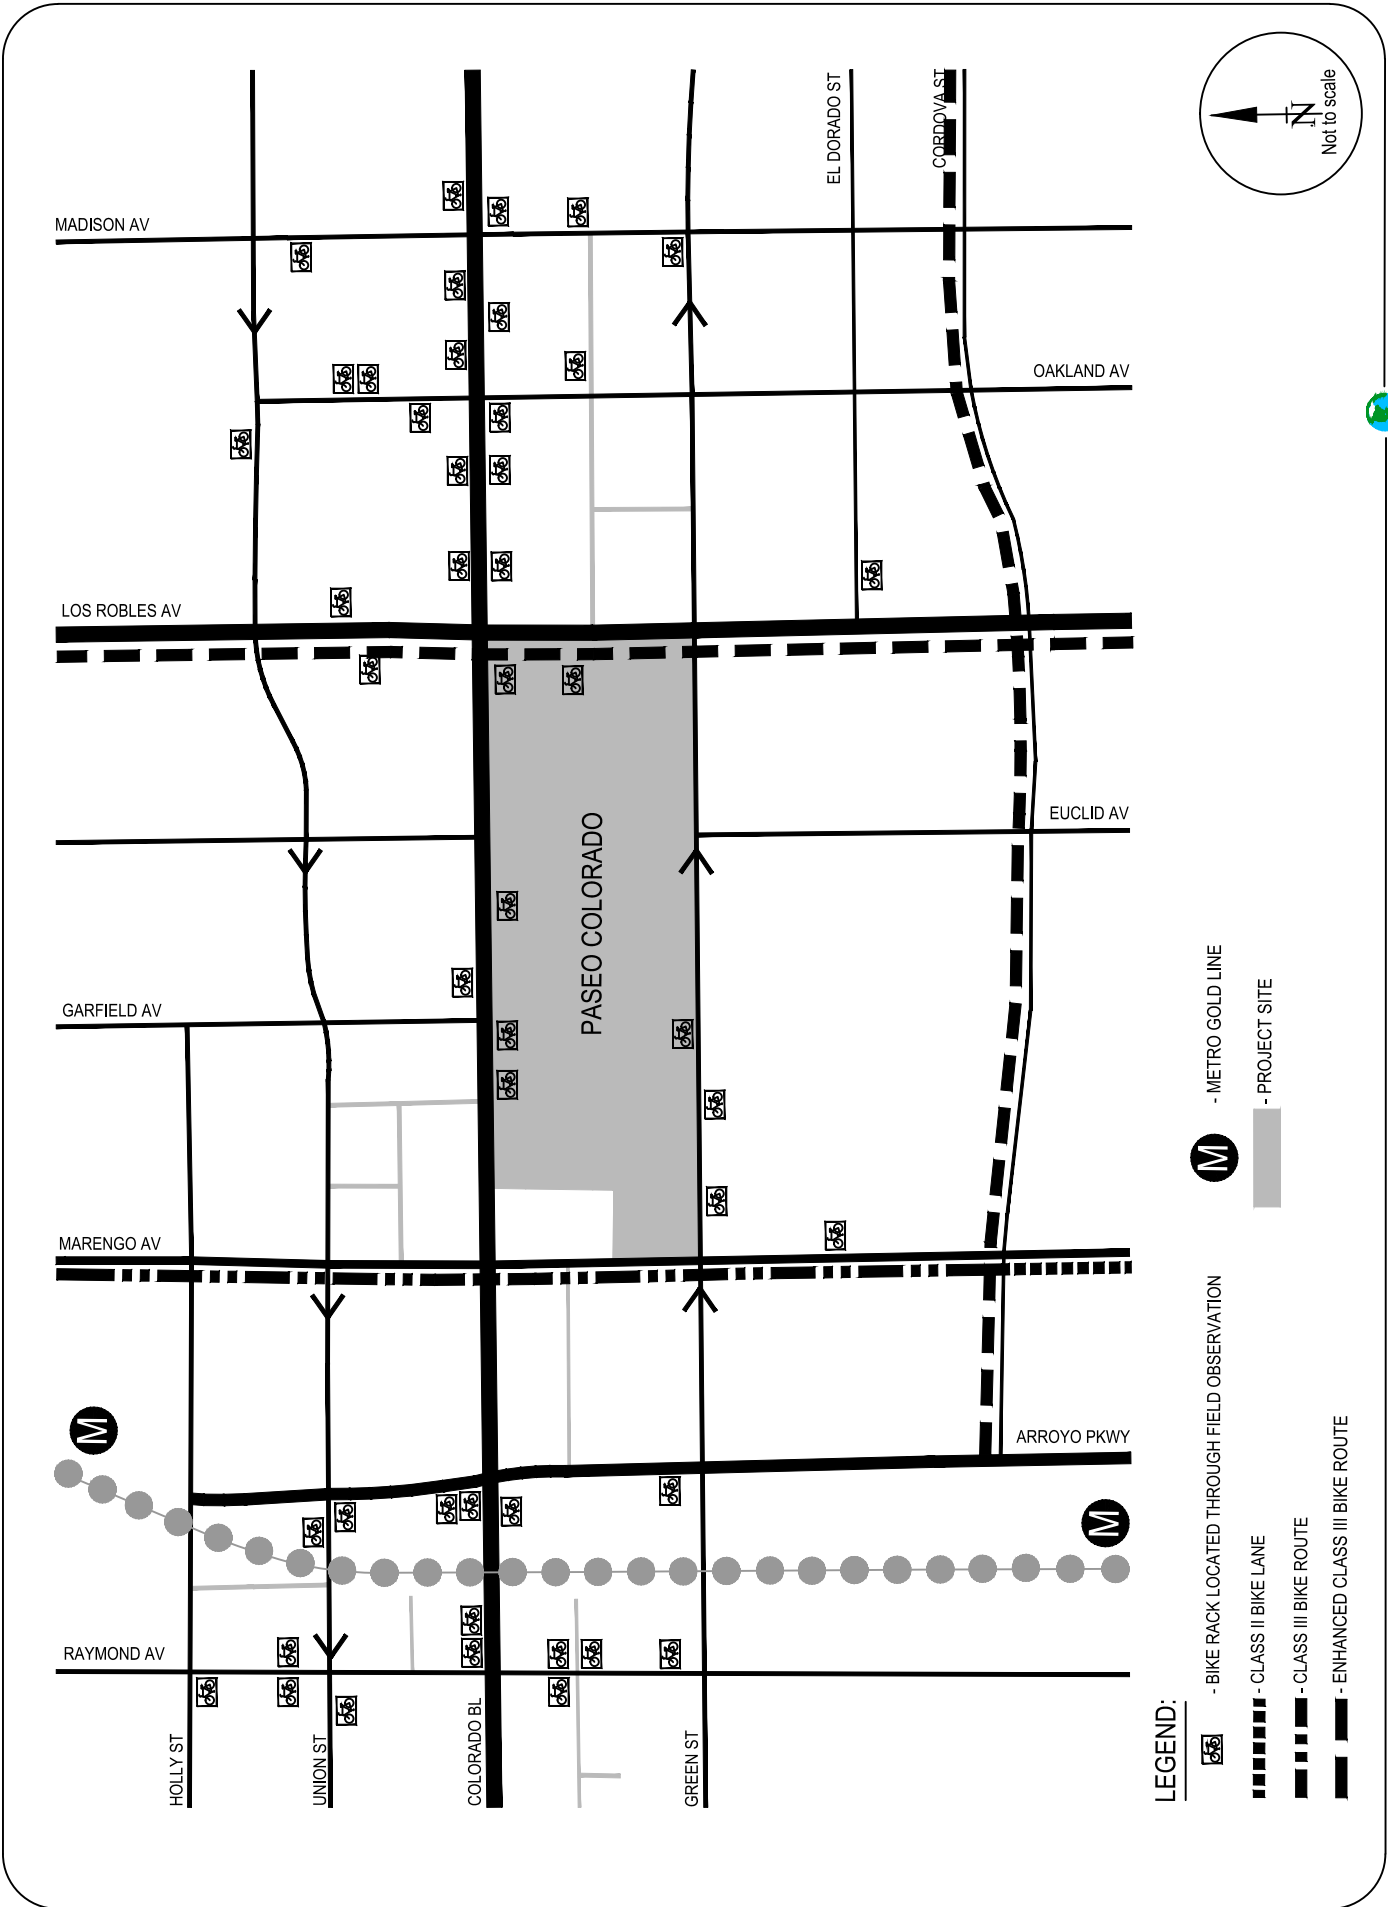 MADISON AV
OAKLAND AV
LOS ROBLES AV
EUCLID AV
GARFIELD AV
MARENGO AV
ARROYO PKWY
RAYMOND AV
HOLLY ST
UNION ST
COLORADO BL
GREEN ST
EL DORADO ST
CORDOVA ST
PASEO COLORADO
M
M
N
Not to scale
LEGEND:
- BIKE RACK LOCATED THROUGH FIELD OBSERVATION
- CLASS II BIKE LANE
- CLASS III BIKE ROUTE
- ENHANCED CLASS III BIKE ROUTE
M - METRO GOLD LINE
- PROJECT SITE